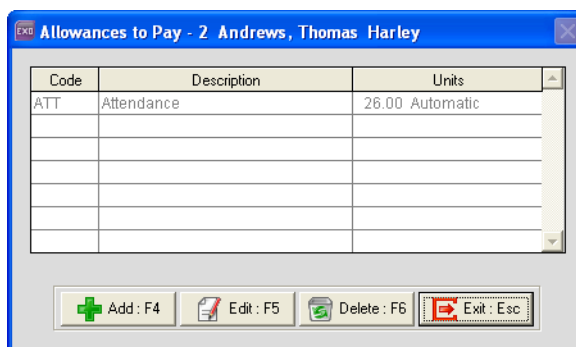 EXO Allowances to Pay - 2 Andrews, Thomas Harley
Code Description Units
ATT Attendance 26.00 Automatic
Add : F4 Edit : F5 Delete : F6 Exit : Esc